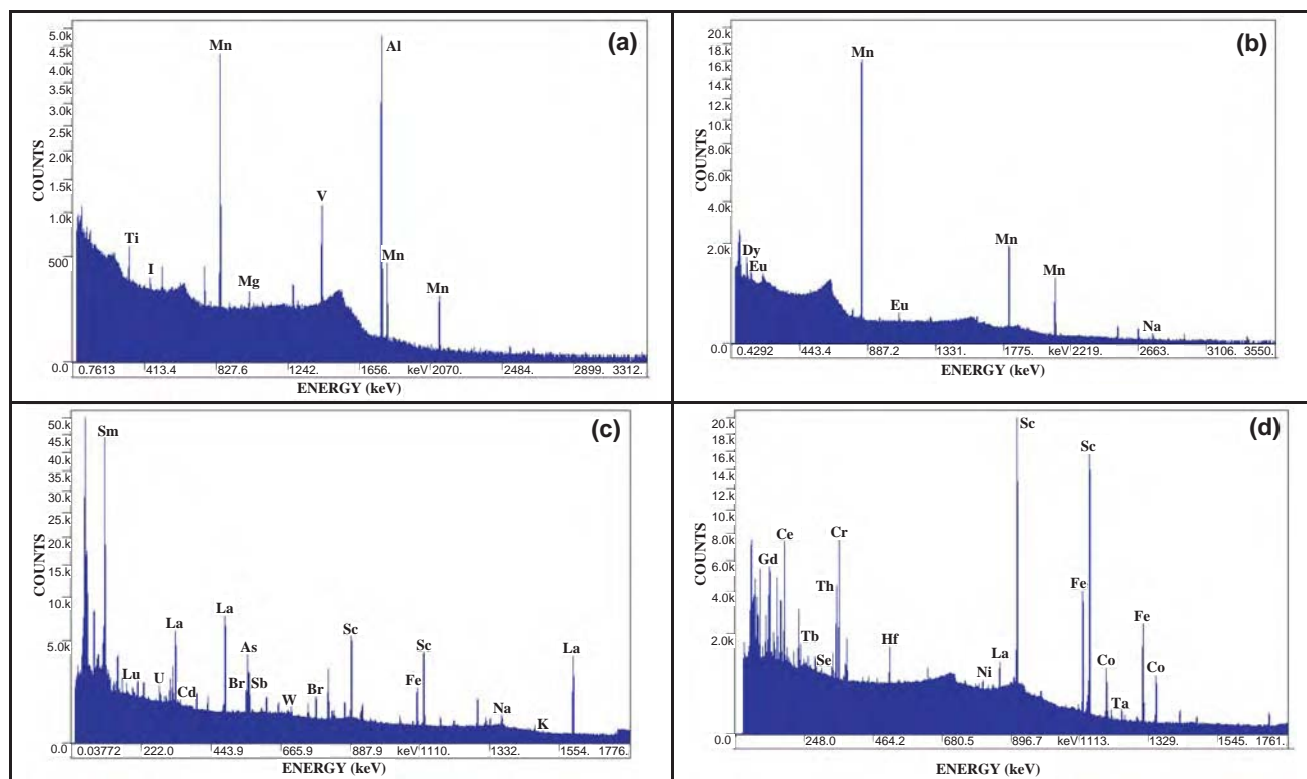 (a)
COUNTS
5.0k
4.5k
4.0k
3.5k
3.0k
2.5k
2.0k
1.5k
1.0k
500
0.0
Mn
Al
V
Ti
I
Mg
Mn
Mn
0.7613 413.4 827.6 1242. 1656. keV 2070. 2484. 2899. 3312.
ENERGY (keV)
(b)
COUNTS
20.k
18.k
16.k
14.k
12.k
10.k
8.0k
6.0k
4.0k
2.0k
0.0
Mn
Dy
Eu
Eu
Mn
Mn
Na
0.4292 443.4 887.2 1331. 1775. keV 2219. 2663. 3106. 3550.
ENERGY (keV)
(c)
COUNTS
50.k
45.k
40.k
35.k
30.k
25.k
20.k
15.k
10.k
5.0k
0.0
Sm
Lu
U
La
Cd
La
Br
As
Sb
W
Br
Sc
Fe
Sc
Na
K
La
0.03772 222.0 443.9 665.9 887.9 keV 1110. 1332. 1554. 1776.
ENERGY (keV)
(d)
COUNTS
20.k
18.k
16.k
14.k
12.k
10.k
8.0k
6.0k
4.0k
2.0k
0.0
Gd
Ce
Tb
Se
Th
Cr
Hf
Ni
La
Sc
Fe
Sc
Co
Ta
Fe
Co
248.0 464.2 680.5 896.7 keV 1113. 1329. 1545. 1761.
ENERGY (keV)